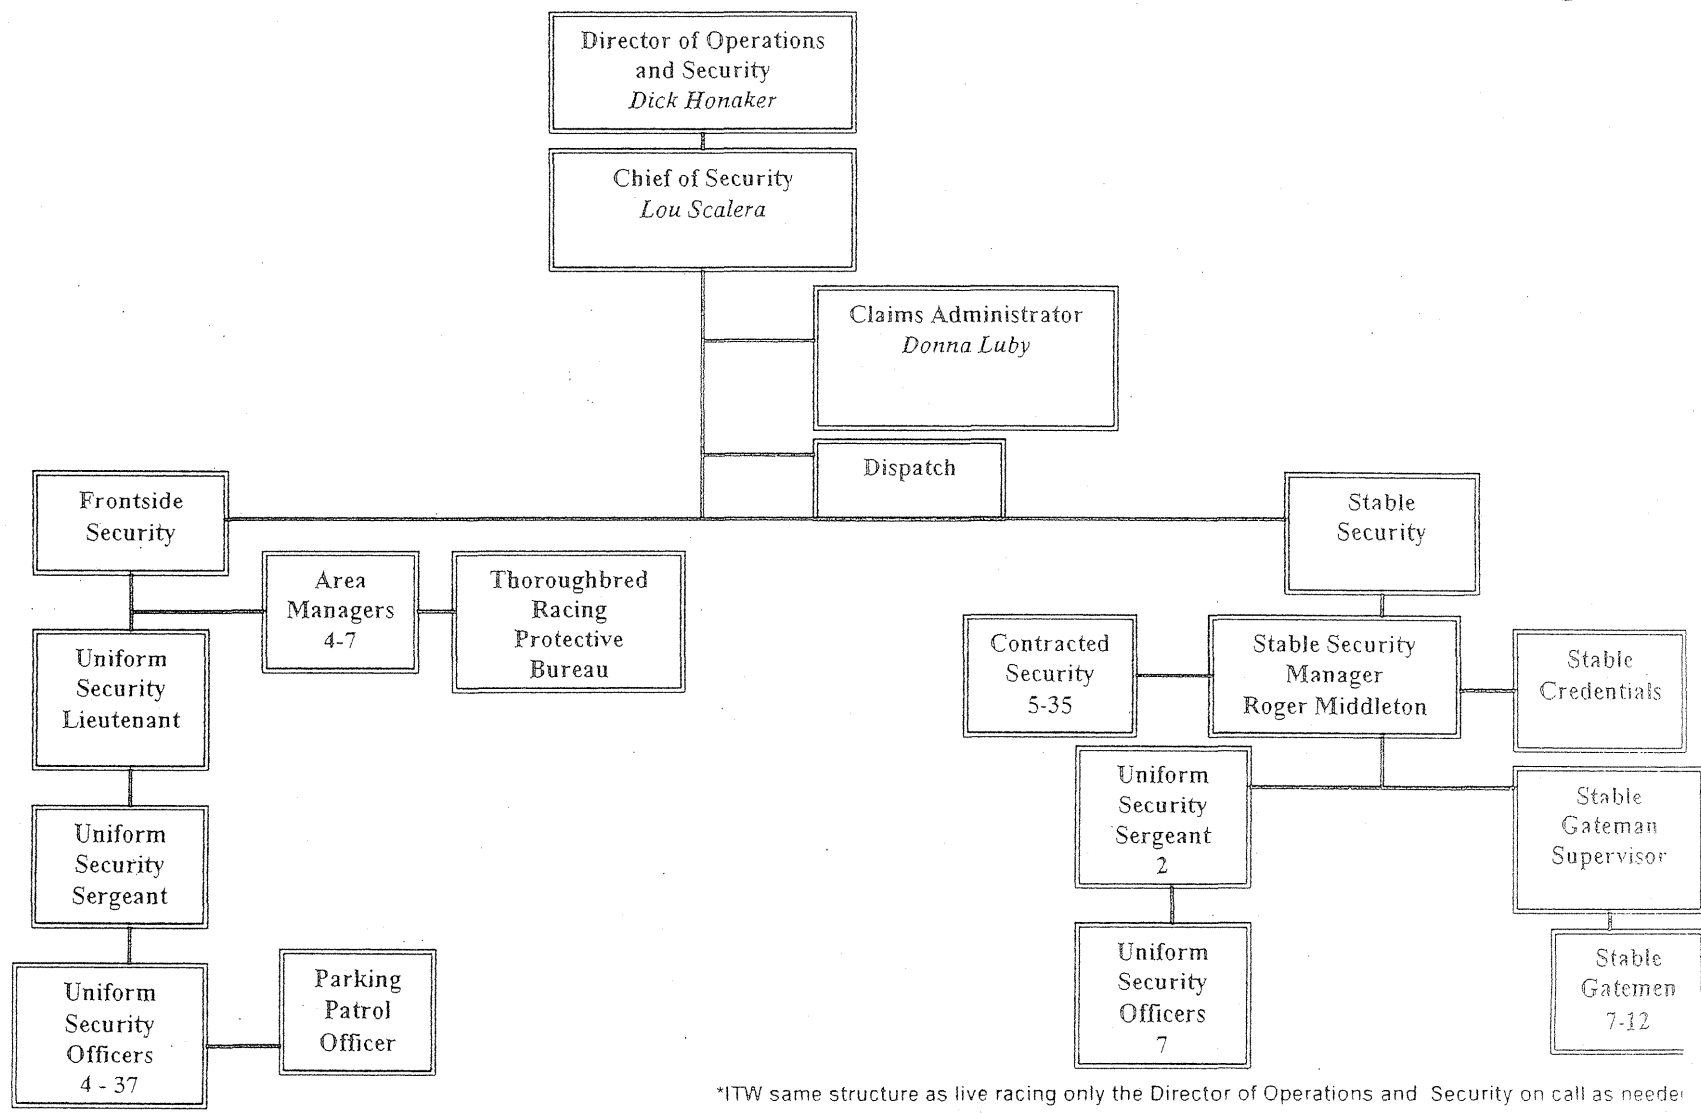 Director of Operations
and Security
Dick Honaker
Chief of Security
Lou Scalera
Claims Administrator
Donna Luby
Dispatch
Frontside
Security
Stable
Security
Area
Managers
4-7
Thoroughbred
Racing
Protective
Bureau
Uniform
Security
Lieutenant
Contracted
Security
5-35
Stable Security
Manager
Roger Middleton
Stable
Credentials
Uniform
Security
Sergeant
Uniform
Security
Sergeant
2
Stable
Gateman
Supervisor
Uniform
Security
Officers
4 - 37
Parking
Patrol
Officer
Uniform
Security
Officers
7
Stable
Gatemen
7-12
*ITW same structure as live racing only the Director of Operations and Security on call as